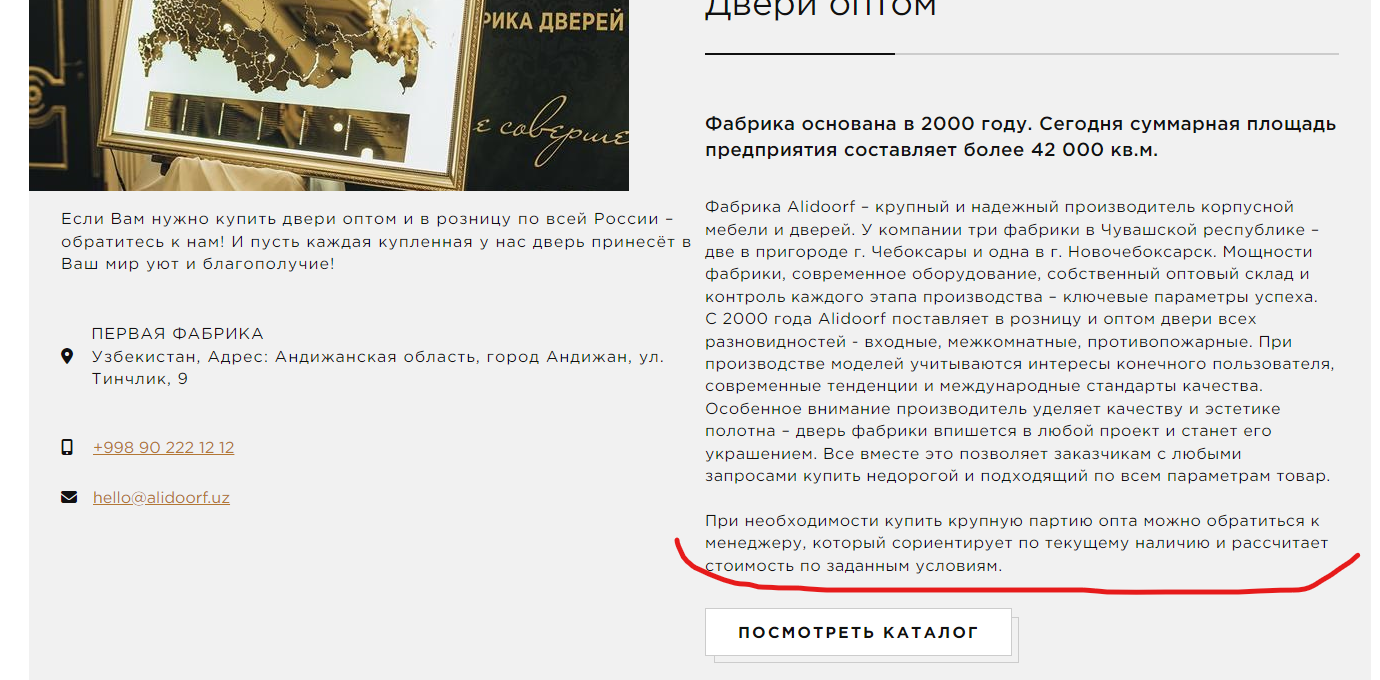 РИКА ДВЕРЕЙ
Если Вам нужно купить двери оптом и в розницу по всей России –
обратитесь к нам! И пусть каждая купленная у нас дверь принесёт в
Ваш мир уют и благополучие!
ПЕРВАЯ ФАБРИКА
Узбекистан, Адрес: Андижанская область, город Андижан, ул.
Тинчлик, 9
+998 90 222 12 12
hello@alidoorf.uz
Двери оптом
Фабрика основана в 2000 году. Сегодня суммарная площадь
предприятия составляет более 42 000 кв.м.
Фабрика Alidoorf – крупный и надежный производитель корпусной
мебели и дверей. У компании три фабрики в Чувашской республике –
две в пригороде г. Чебоксары и одна в г. Новочебоксарск. Мощности
фабрики, современное оборудование, собственный оптовый склад и
контроль каждого этапа производства – ключевые параметры успеха.
С 2000 года Alidoorf поставляет в розницу и оптом двери всех
разновидностей - входные, межкомнатные, противопожарные. При
производстве моделей учитываются интересы конечного пользователя,
современные тенденции и международные стандарты качества.
Особенное внимание производитель уделяет качеству и эстетике
полотна – дверь фабрики впишется в любой проект и станет его
украшением. Все вместе это позволяет заказчикам с любыми
запросами купить недорогой и подходящий по всем параметрам товар.
При необходимости купить крупную партию опта можно обратиться к
менеджеру, который сориентирует по текущему наличию и рассчитает
стоимость по заданным условиям.
ПОСМОТРЕТЬ КАТАЛОГ